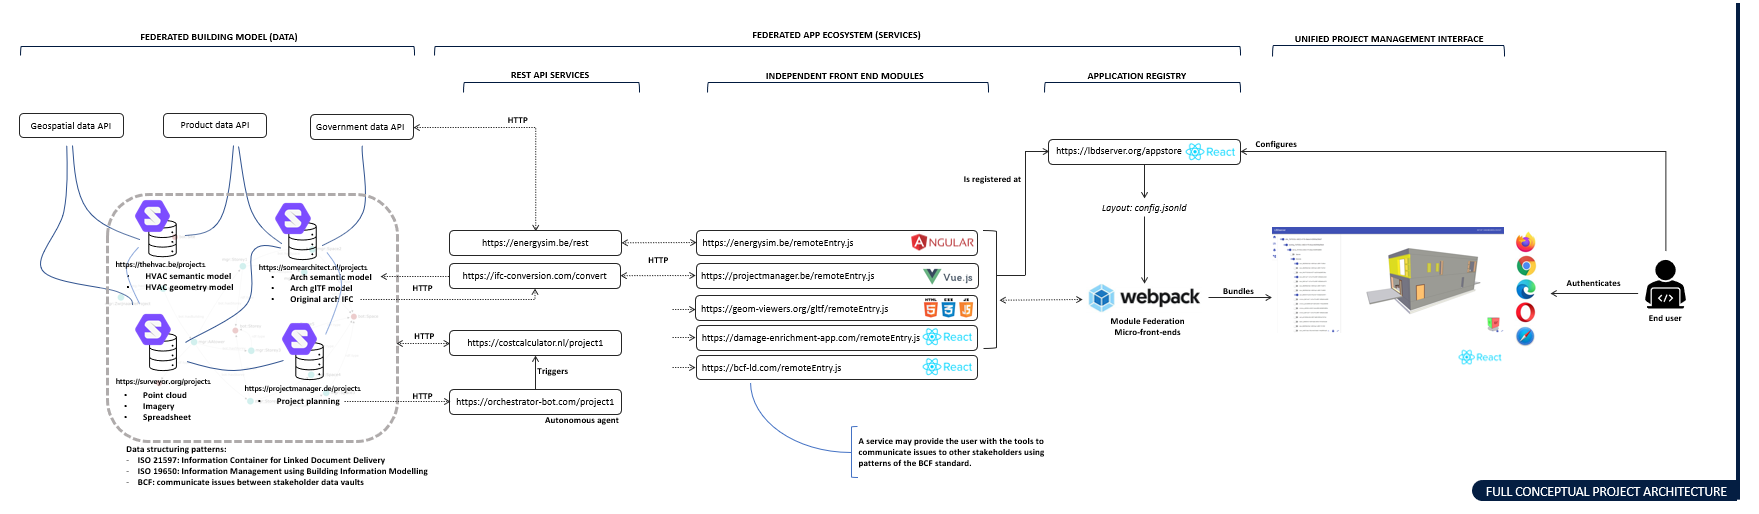 FEDERATED BUILDING MODEL (DATA)
FEDERATED APP ECOSYSTEM (SERVICES)
UNIFIED PROJECT MANAGEMENT INTERFACE
REST API SERVICES
INDEPENDENT FRONT END MODULES
APPLICATION REGISTRY
Geospatial data API
Product data API
Government data API
HTTP
https://thehvac.be/projects
HVAC semantic model
HVAC geometry model
https://somearchitect.nl/projects
Arch semantic model
Arch glTF model
Original arch IFC
https://surveyor.org/projects
Point cloud
Imagery
Spreadsheet
https://projectmanager.de/projects
Project planning
Data structuring patterns:
- ISO 21597: Information Container for Linked Document Delivery
- ISO 19650: Information Management using Building Information Modelling
- BCF: communicate issues between stakeholder data vaults
HTTP
HTTP
HTTP
https://energysim.be/rest
https://ifc-conversion.com/convert
https://costcalculator.nl/project1
Triggers
https://orchestrator-bot.com/project1
Autonomous agent
HTTP
https://energysim.be/remoteEntry.js
ANGULAR
https://projectmanager.be/remoteEntry.js
Vue.js
https://geom-viewers.org/gltf/remoteEntry.js
HTML
CSS
JS
5
3
5
https://damage-enrichment-app.com/remoteEntry.js
React
https://bcf-ld.com/remoteEntry.js
React
A service may provide the user with the tools to
communicate issues to other stakeholders using
patterns of the BCF standard.
Is registered at
https://lbdserver.org/appstore
React
Configures
Layout: config.jsonld
webpack
Module Federation
Micro-front-ends
Bundles
React
Authenticates
End user
FULL CONCEPTUAL PROJECT ARCHITECTURE